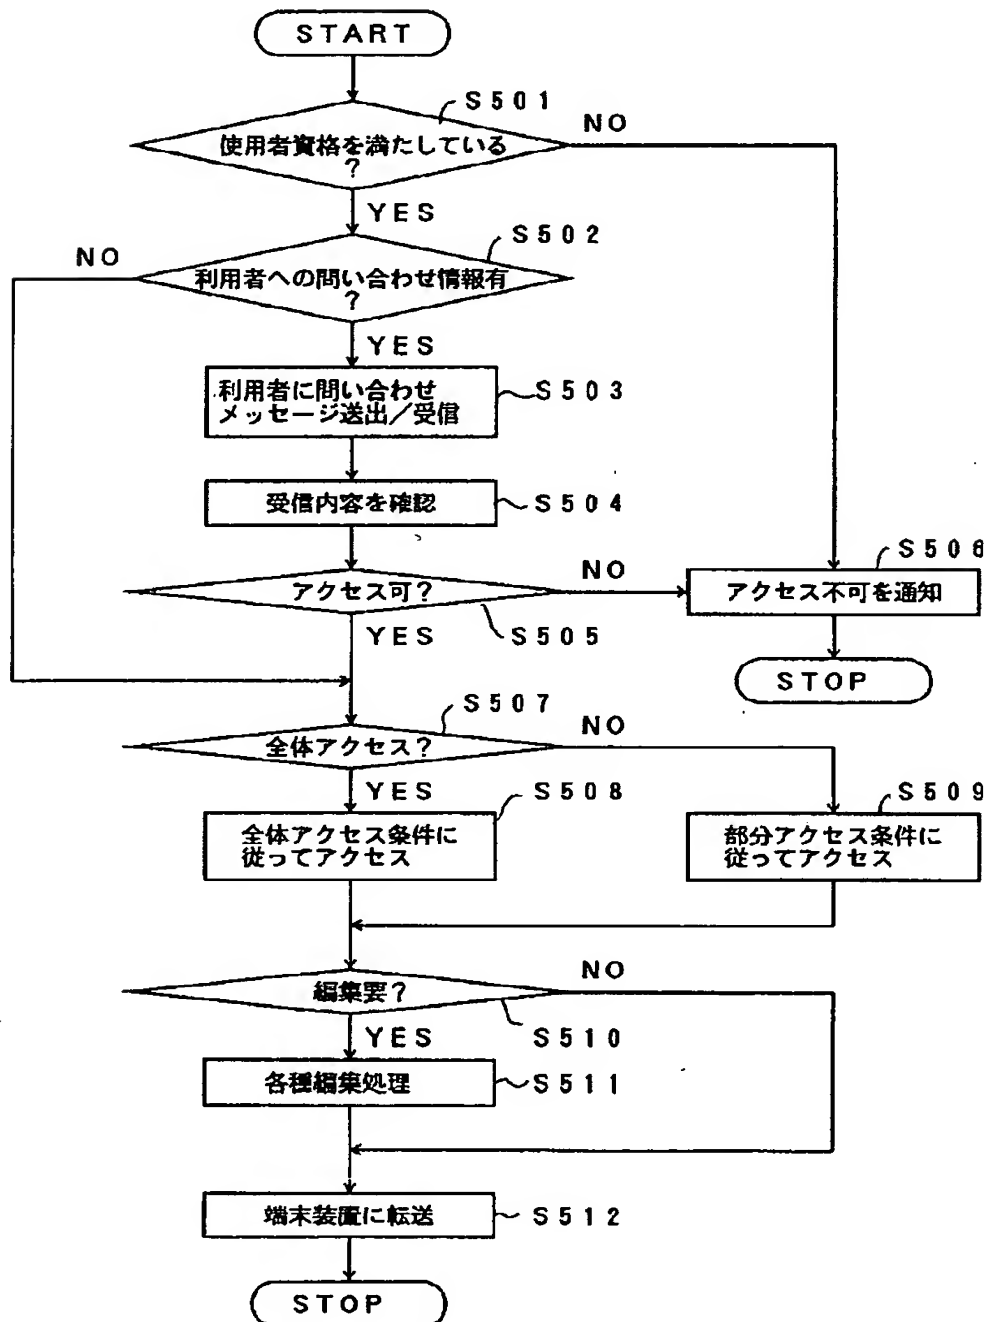 START
S501
NO
使用者資格を満たしている
?
YES
S502
NO
利用者への問い合わせ情報有
?
YES
利用者に問い合わせ
メッセージ送出/受信
S503
受信内容を確認
S504
アクセス可?
NO
S505
YES
S506
アクセス不可を通知
STOP
S507
全体アクセス?
NO
YES
S508
全体アクセス条件に
従ってアクセス
S509
部分アクセス条件に
従ってアクセス
編集要?
NO
S510
YES
各種編集処理
S511
端末装置に転送
S512
STOP